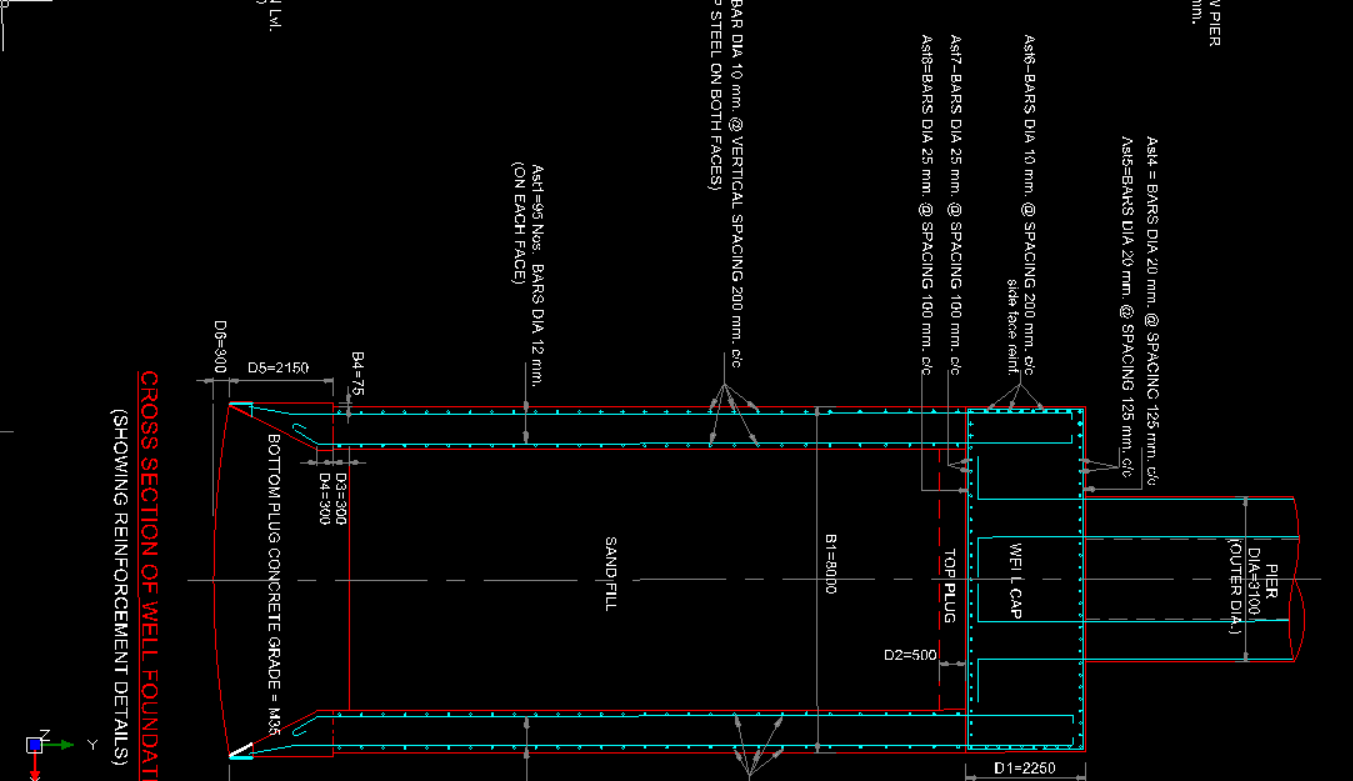 Lvl.
PIER
mm.
BAR DIA 10 mm. @ VERTICAL SPACING 200 mm. c/c
STEEL ON BOTH FACES)
Ast1=95 Nos. BARS DIA 12 mm.
(ON EACH FACE)
Ast8=BARS DIA 25 mm. @ SPACING 100 mm. c/c
Ast7-BARS DIA 25 mm. @ SPACING 100 mm. c/c
Ast6-BARS DIA 10 mm. @ SPACING 200 mm. c/c
side face reinf.
Ast4 = BARS DIA 20 mm. @ SPACING 125 mm. c/c
Ast5=BARS DIA 20 mm. @ SPACING 125 mm. c/c
D6=300
D5=2150
B4=75
D3=300
D4=300
BOTTOM PLUG CONCRETE GRADE = M35
SAND FILL
B1=8000
TOP PLUG
WELL CAP
D2=500
PIER
DIA=3100
(OUTER DIA.)
D1=2250
CROSS SECTION OF WELL FOUNDATI
(SHOWING REINFORCEMENT DETAILS)
Z
Y
X